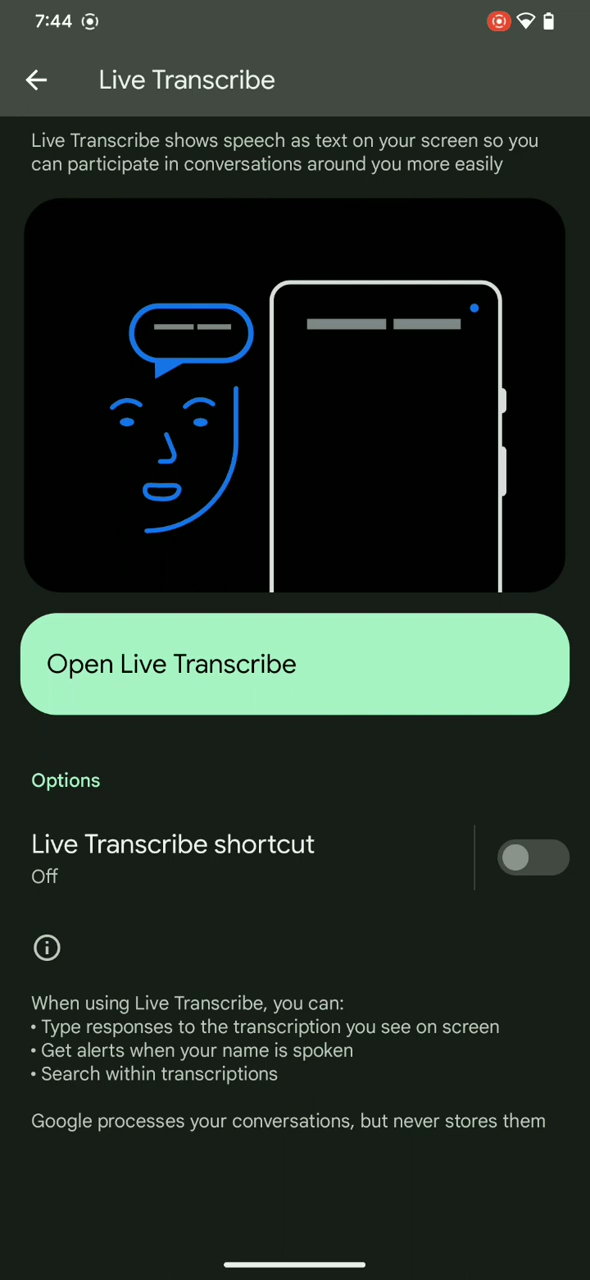 7:44
Live Transcribe
Live Transcribe shows speech as text on your screen so you
can participate in conversations around you more easily
Open Live Transcribe
Options
Live Transcribe shortcut
Off
When using Live Transcribe, you can:
• Type responses to the transcription you see on screen
• Get alerts when your name is spoken
• Search within transcriptions
Google processes your conversations, but never stores them